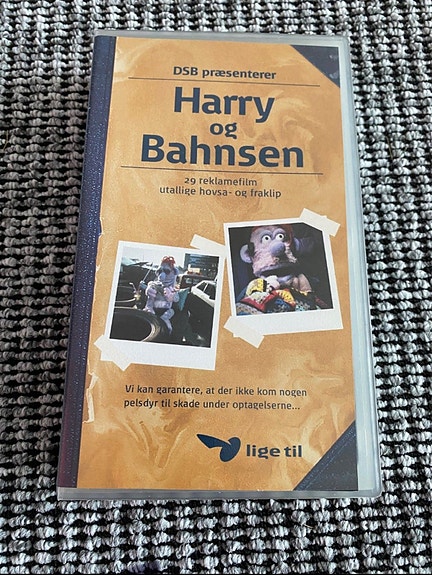 DSB præsenterer
Harry
og
Bahnsen
29 reklamefilm
utallige hovsa- og fraklip
Vi kan garantere, at der ikke kom nogen
pelsdyr til skade under optagelserne...
lige til